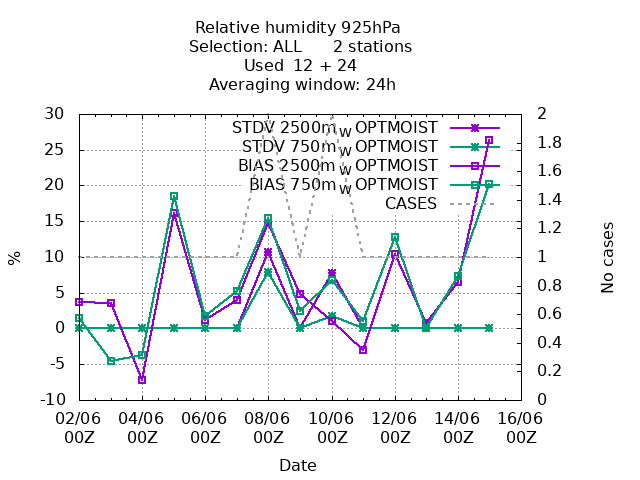 Relative humidity 925hPa
Selection: ALL 2 stations
Used 12 + 24
Averaging window: 24h
STDV 2500m_W OPTMOIST
STDV 750m_W OPTMOIST
BIAS 2500m_W OPTMOIST
BIAS 750m_W OPTMOIST
CASES
30
25
20
15
10
5
0
-5
-10
%
2
1.8
1.6
1.4
1.2
1
0.8
0.6
0.4
0.2
0
No cases
02/06 04/06 06/06 08/06 10/06 12/06 14/06 16/06
00Z 00Z 00Z 00Z 00Z 00Z 00Z 00Z
Date